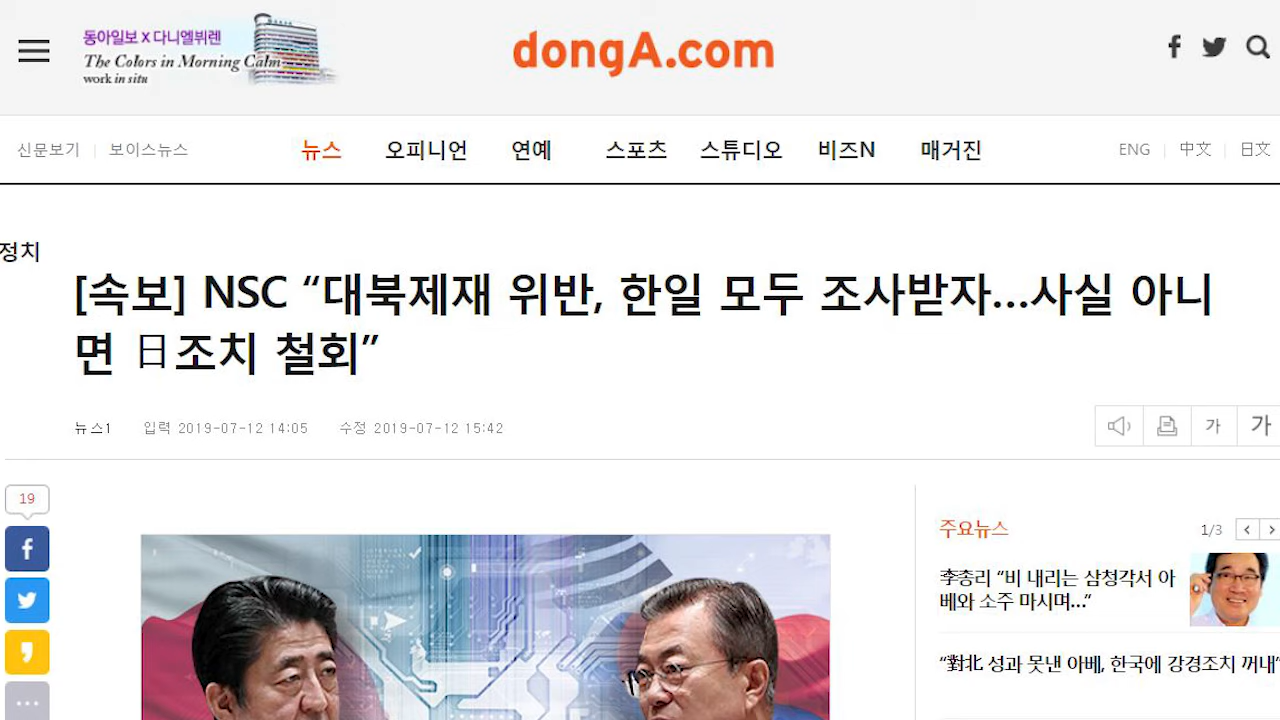 동아일보 X 다니엘뷔렌
The Colors in Morning Calm
work in situ
dongA.com
신문보기 보이스뉴스
뉴스 오피니언 연예 스포츠 스튜디오 비즈N 매거진
ENG 中文 日文
정치
[속보] NSC “대북제재 위반, 한일 모두 조사받자…사실 아니
면 日조치 철회”
뉴스1 입력 2019-07-12 14:05 수정 2019-07-12 15:42
가 가
19
주요뉴스 1/3
李총리 “비 내리는 삼청각서 아
베와 소주 마시며…”
“對北 성과 못낸 아베, 한국에 강경조치 꺼내”